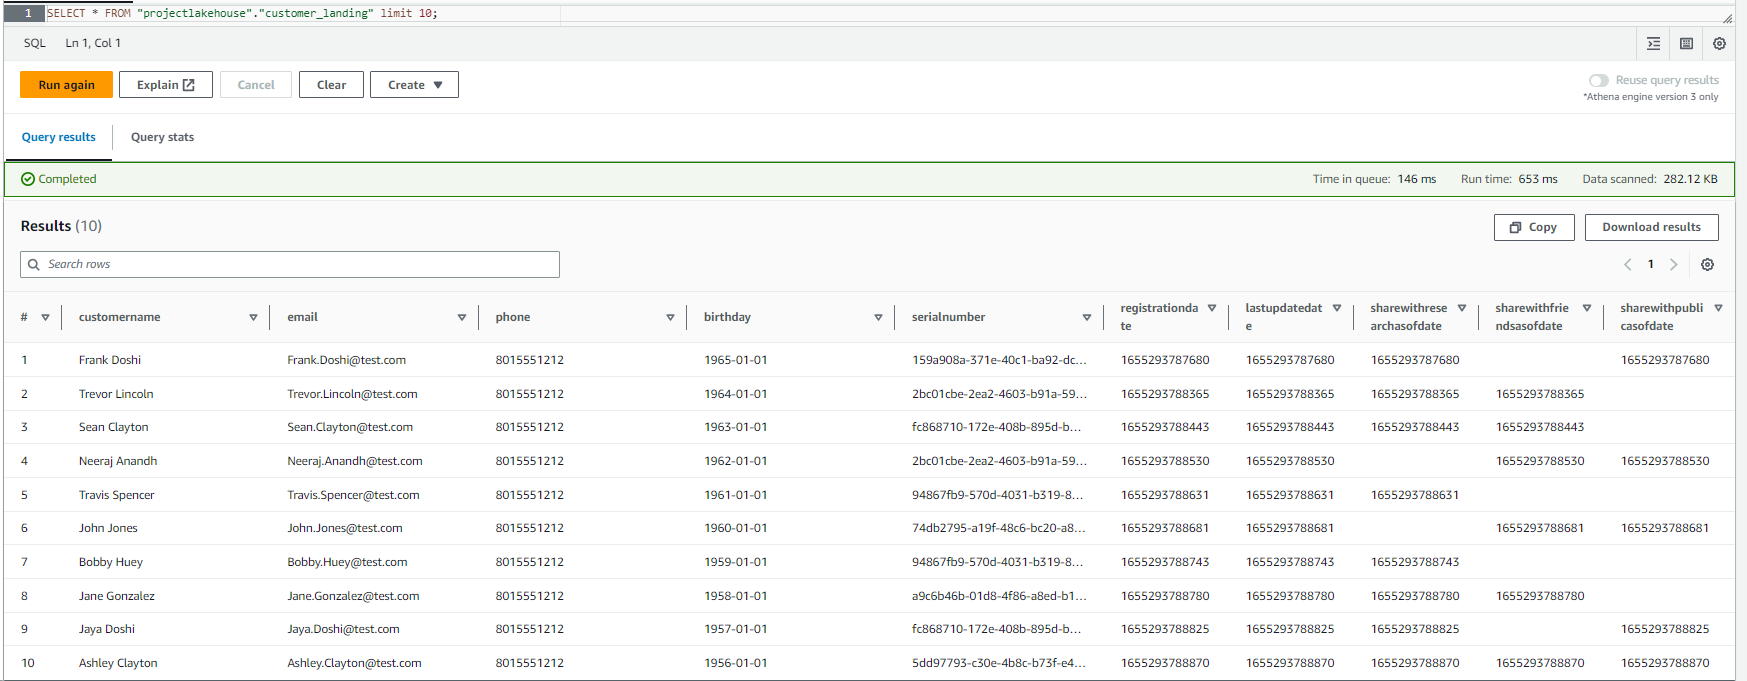 1 SELECT * FROM "projectlakehouse"."customer_landing" limit 10;
SQL Ln 1, Col 1
Run again Explain Cancel Clear Create Reuse query results
*Athena engine version 3 only
Query results Query stats
Completed Time in queue: 146 ms Run time: 653 ms Data scanned: 282.12 KB
Results (10) Copy Download results
Search rows 1
# customername email phone birthday serialnumber registrationdate lastupdatedate sharewithresearchasofdate sharewithfriendsasofdate sharewithpublicasofdate
1 Frank Doshi Frank.Doshi@test.com 8015551212 1965-01-01 159a908a-371e-40c1-ba92-dc... 1655293787680 1655293787680 1655293787680 1655293787680
2 Trevor Lincoln Trevor.Lincoln@test.com 8015551212 1964-01-01 2bc01cbe-2ea2-4603-b91a-59... 1655293788365 1655293788365 1655293788365 1655293788365
3 Sean Clayton Sean.Clayton@test.com 8015551212 1963-01-01 fc868710-172e-408b-895d-b... 1655293788443 1655293788443 1655293788443 1655293788443
4 Neeraj Anandh Neeraj.Anandh@test.com 8015551212 1962-01-01 2bc01cbe-2ea2-4603-b91a-59... 1655293788530 1655293788530 1655293788530 1655293788530
5 Travis Spencer Travis.Spencer@test.com 8015551212 1961-01-01 94867fb9-570d-4031-b319-8... 1655293788631 1655293788631 1655293788631
6 John Jones John.Jones@test.com 8015551212 1960-01-01 74db2795-a19f-48c6-bc20-a8... 1655293788681 1655293788681 1655293788681 1655293788681
7 Bobby Huey Bobby.Huey@test.com 8015551212 1959-01-01 94867fb9-570d-4031-b319-8... 1655293788743 1655293788743 1655293788743
8 Jane Gonzalez Jane.Gonzalez@test.com 8015551212 1958-01-01 a9c6b46b-01d8-4f86-a8ed-b1... 1655293788780 1655293788780 1655293788780 1655293788780
9 Jaya Doshi Jaya.Doshi@test.com 8015551212 1957-01-01 fc868710-172e-408b-895d-b... 1655293788825 1655293788825 1655293788825 1655293788825
10 Ashley Clayton Ashley.Clayton@test.com 8015551212 1956-01-01 5dd97793-c30e-4b8c-b73f-e4... 1655293788870 1655293788870 1655293788870 1655293788870 1655293788870